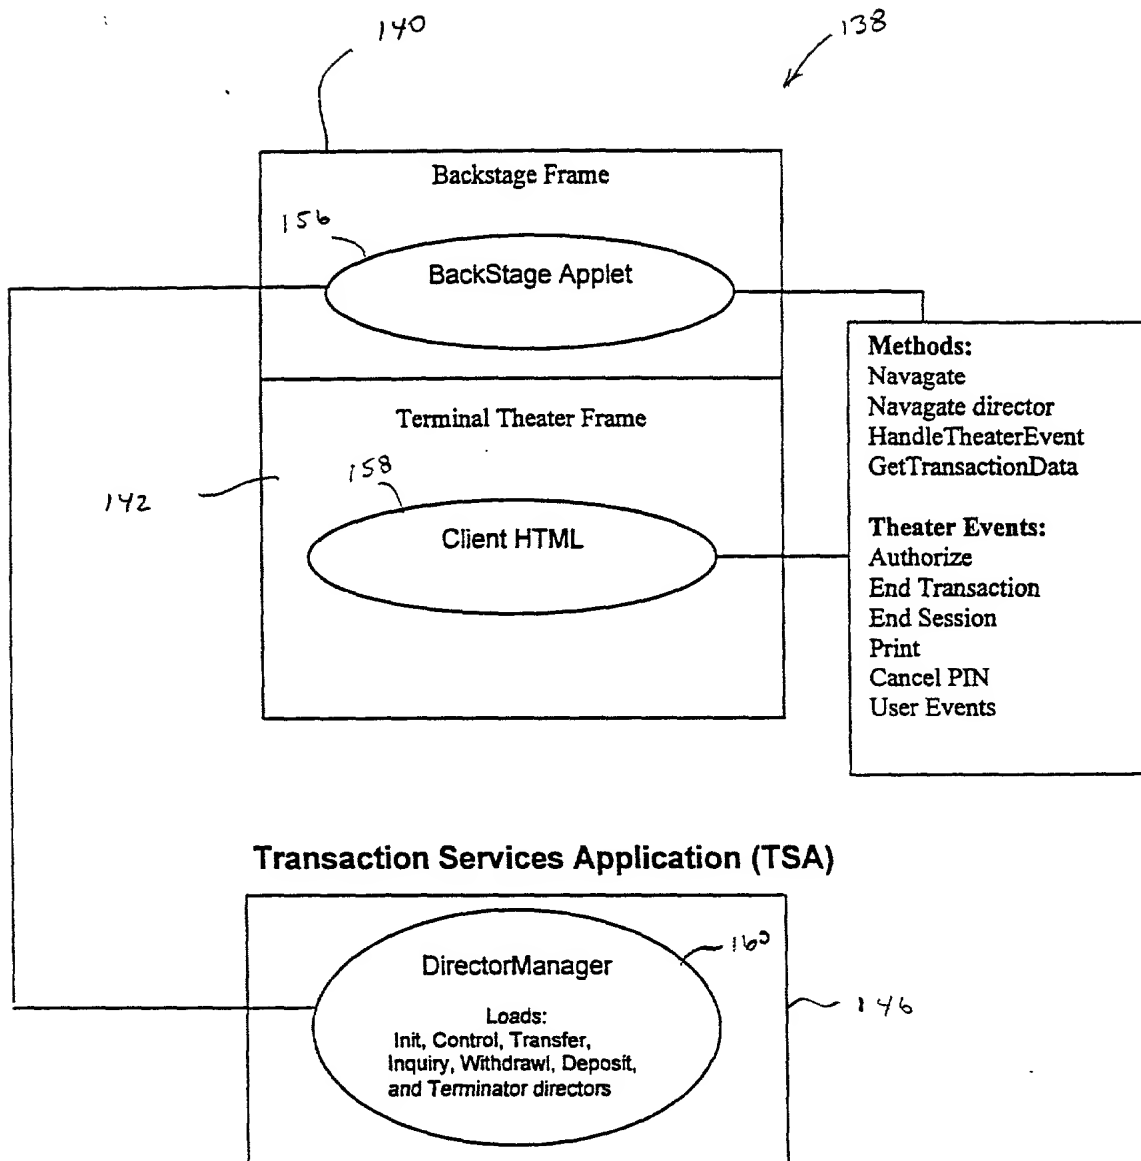 140
138
Backstage Frame
156
BackStage Applet
Methods:
Navagate
Navagate director
HandleTheaterEvent
GetTransactionData
Terminal Theater Frame
158
142
Client HTML
Theater Events:
Authorize
End Transaction
End Session
Print
Cancel PIN
User Events
Transaction Services Application (TSA)
160
DirectorManager
146
Loads:
Init, Control, Transfer,
Inquiry, Withdrawl, Deposit,
and Terminator directors